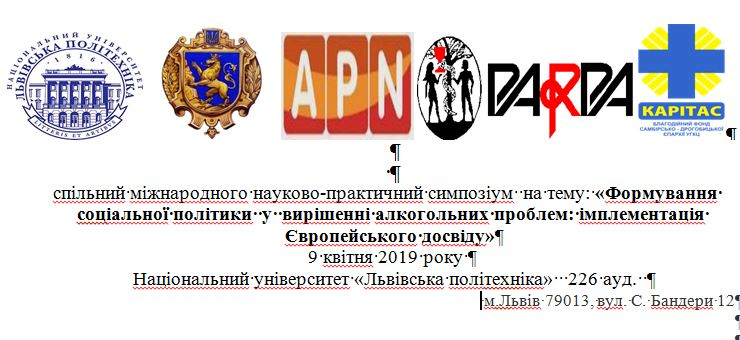 НАЦІОНАЛЬНИЙ УНІВЕРСИТЕТ
ЛЬВІВСЬКА ПОЛІТЕХНІКА
1816
LITTERIS ET ARTIBUS
APN
PARPA
КАРІТАС
БЛАГОДІЙНИЙ ФОНД
САМБІРСЬКО - ДРОГОБИЦЬКОЇ
ЄПАРХІЇ УГКЦ
спільний міжнародного науково-практичний симпозіум на тему: «Формування
соціальної політики у вирішенні алкогольних проблем: імплементація
Європейського досвіду»
9 квітня 2019 року
Національний університет «Львівська політехніка» 226 ауд.
м.Львів 79013, вул. С. Бандери 12